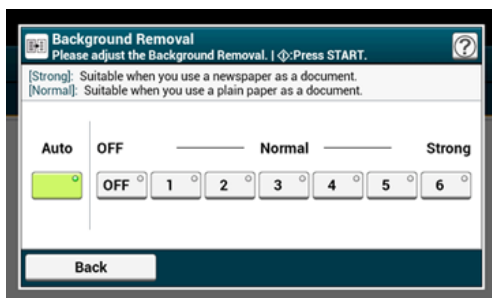 Background Removal
Please adjust the Background Removal. | :Press START.
?
[Strong]: Suitable when you use a newspaper as a document.
[Normal]: Suitable when you use a plain paper as a document.
Auto OFF Normal Strong
OFF 1 2 3 4 5 6
Back